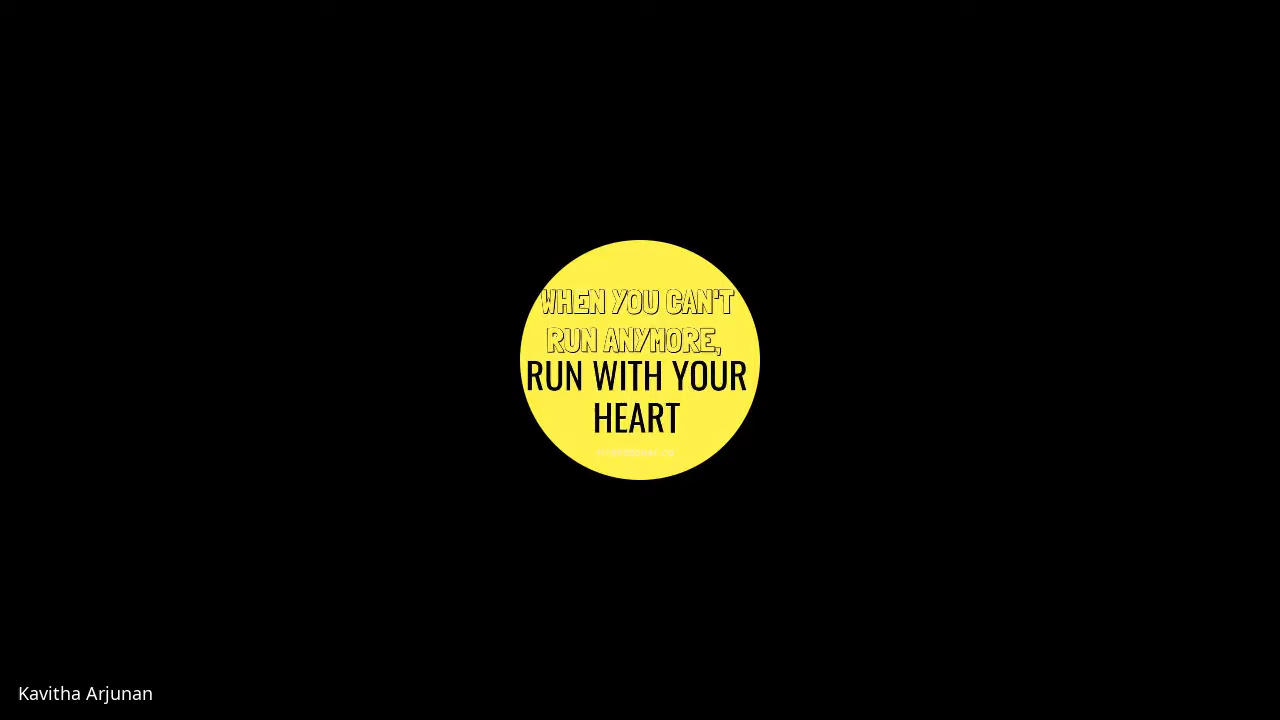 WHEN YOU CAN'T
RUN ANYMORE,
RUN WITH YOUR
HEART
Kavitha Arjunan